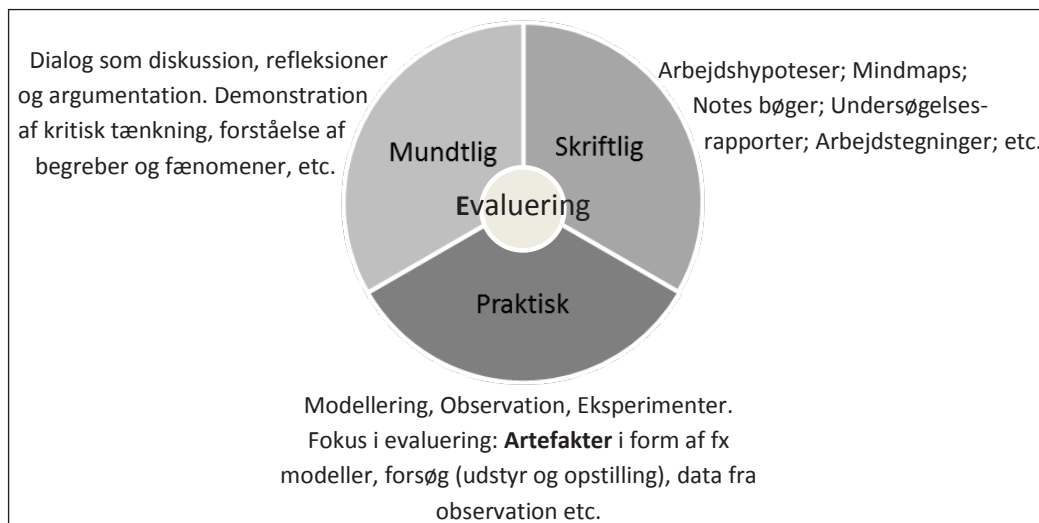 Dialog som diskussion, refleksioner
og argumentation. Demonstration
af kritisk tænkning, forståelse af
begreber og fænomener, etc.
Mundtlig
Skriftlig
Arbejdshypoteser; Mindmaps;
Notes bøger; Undersøgelses-
rapporter; Arbejdstegninger; etc.
Evaluering
Praktisk
Modellering, Observation, Eksperimenter.
Fokus i evaluering: Artefakter i form af fx
modeller, forsøg (udstyr og opstilling), data fra
observation etc.